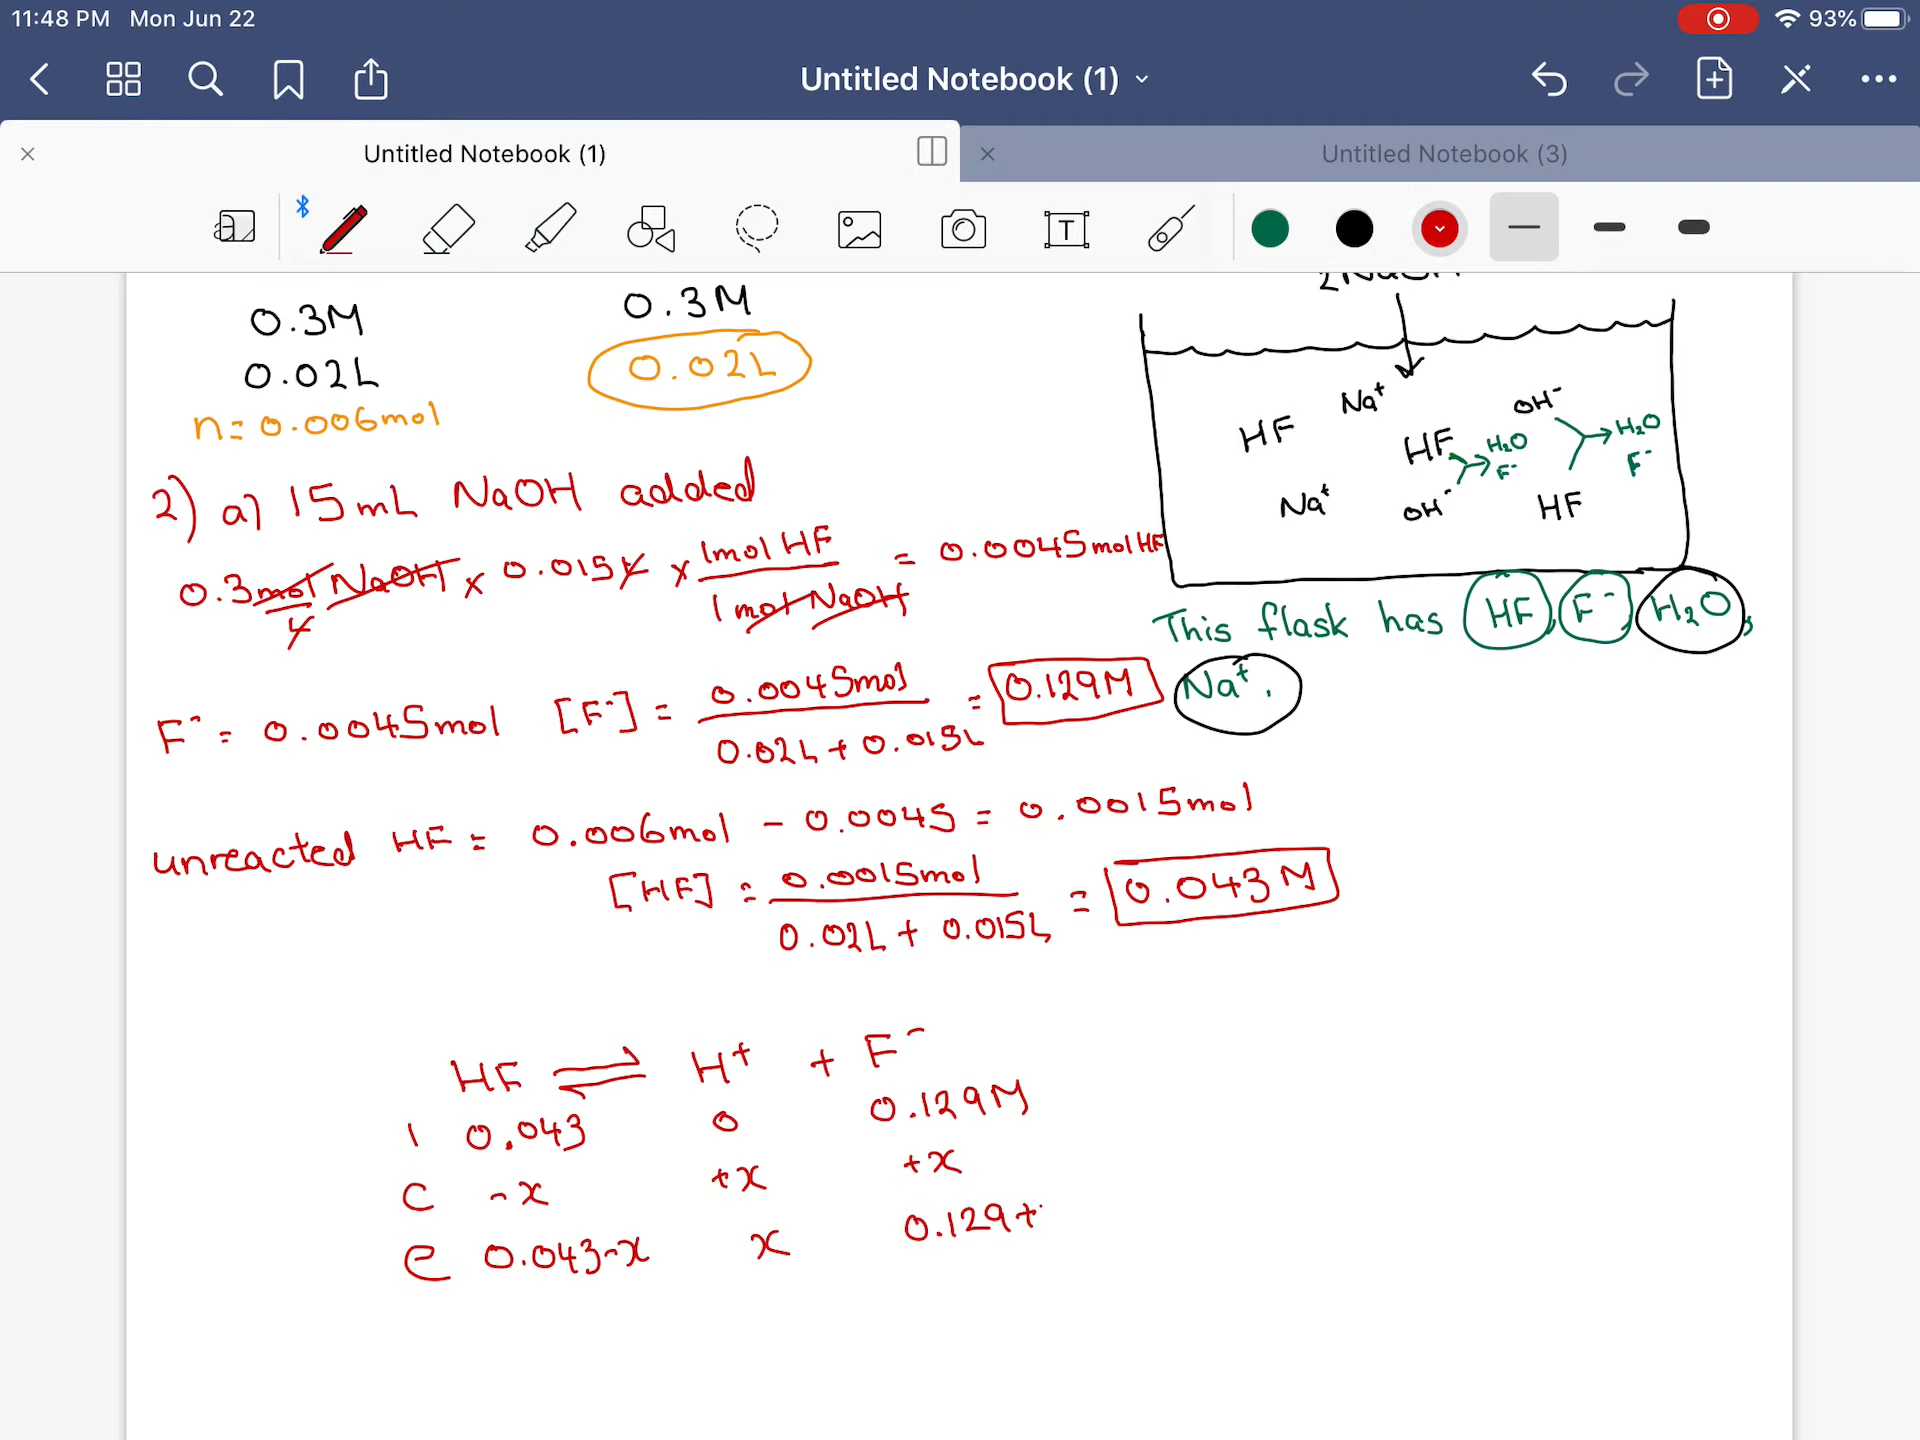 11:48 PM Mon Jun 22
93%
Untitled Notebook (1)
Untitled Notebook (1)
Untitled Notebook (3)
T
0.3M
0.02L
n = 0.006mol
0.3M
0.02L
2NaOH
Na⁺
OH⁻
HF
HF
H₂O
F⁻
H₂O
F⁻
Na⁺
OH⁻
HF
This flask has HF, F⁻, H₂O,
Na⁺.
2) a) 15mL NaOH added
0.3 mol NaOH / L × 0.015L × 1mol HF / 1mol NaOH = 0.0045mol HF
F⁻ = 0.0045mol [F⁻] = 0.0045mol / 0.02L + 0.015L = 0.129M
unreacted HF = 0.006mol - 0.0045 = 0.0015mol
[HF] = 0.0015mol / 0.02L + 0.015L = 0.043M
HF ⇌ H⁺ + F⁻
I 0.043 0 0.129M
C -x +x +x
e 0.043-x x 0.129+